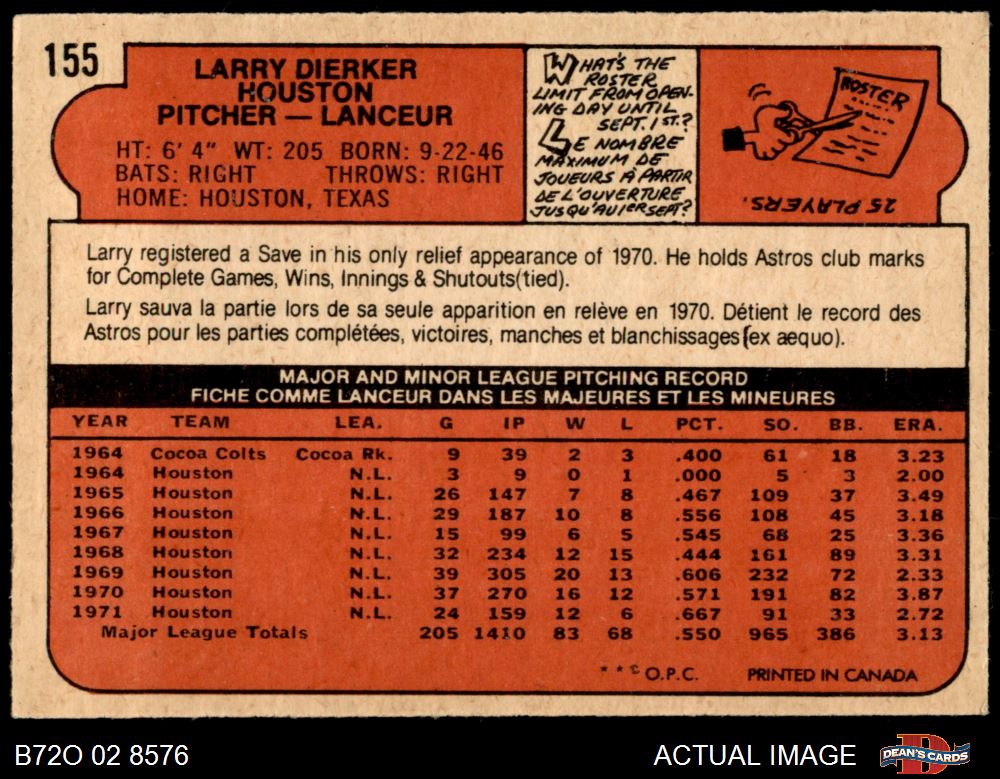 155
LARRY DIERKER
HOUSTON
PITCHER — LANCEUR
HT: 6' 4" WT: 205 BORN: 9-22-46
BATS: RIGHT THROWS: RIGHT
HOME: HOUSTON, TEXAS
WHAT'S THE
ROSTER
LIMIT FROM OPEN-
ING DAY UNTIL
SEPT. 1ST.?
LE NOMBRE
MAXIMUM DE
JOUEURS À PARTIR
DE L'OUVERTURE
JUSQU'AU 1er SEPT?
ROSTER
25 PLAYERS.
Larry registered a Save in his only relief appearance of 1970. He holds Astros club marks
for Complete Games, Wins, Innings & Shutouts(tied).
Larry sauva la partie lors de sa seule apparition en relève en 1970. Détient le record des
Astros pour les parties complétées, victoires, manches et blanchissages(ex aequo).
MAJOR AND MINOR LEAGUE PITCHING RECORD
FICHE COMME LANCEUR DANS LES MAJEURES ET LES MINEURES
YEAR TEAM LEA. G IP W L PCT. SO. BB. ERA.
1964 Cocoa Colts Cocoa Rk. 9 39 2 3 .400 61 18 3.23
1964 Houston N.L. 3 9 0 1 .000 5 3 2.00
1965 Houston N.L. 26 147 7 8 .467 109 37 3.49
1966 Houston N.L. 29 187 10 8 .556 108 45 3.18
1967 Houston N.L. 15 99 6 5 .545 68 25 3.36
1968 Houston N.L. 32 234 12 15 .444 161 89 3.31
1969 Houston N.L. 39 305 20 13 .606 232 72 2.33
1970 Houston N.L. 37 270 16 12 .571 191 82 3.87
1971 Houston N.L. 24 159 12 6 .667 91 33 2.72
Major League Totals 205 1410 83 68 .550 965 386 3.13
* * © O.P.C. PRINTED IN CANADA
B72O 02 8576 ACTUAL IMAGE DEAN'S CARDS